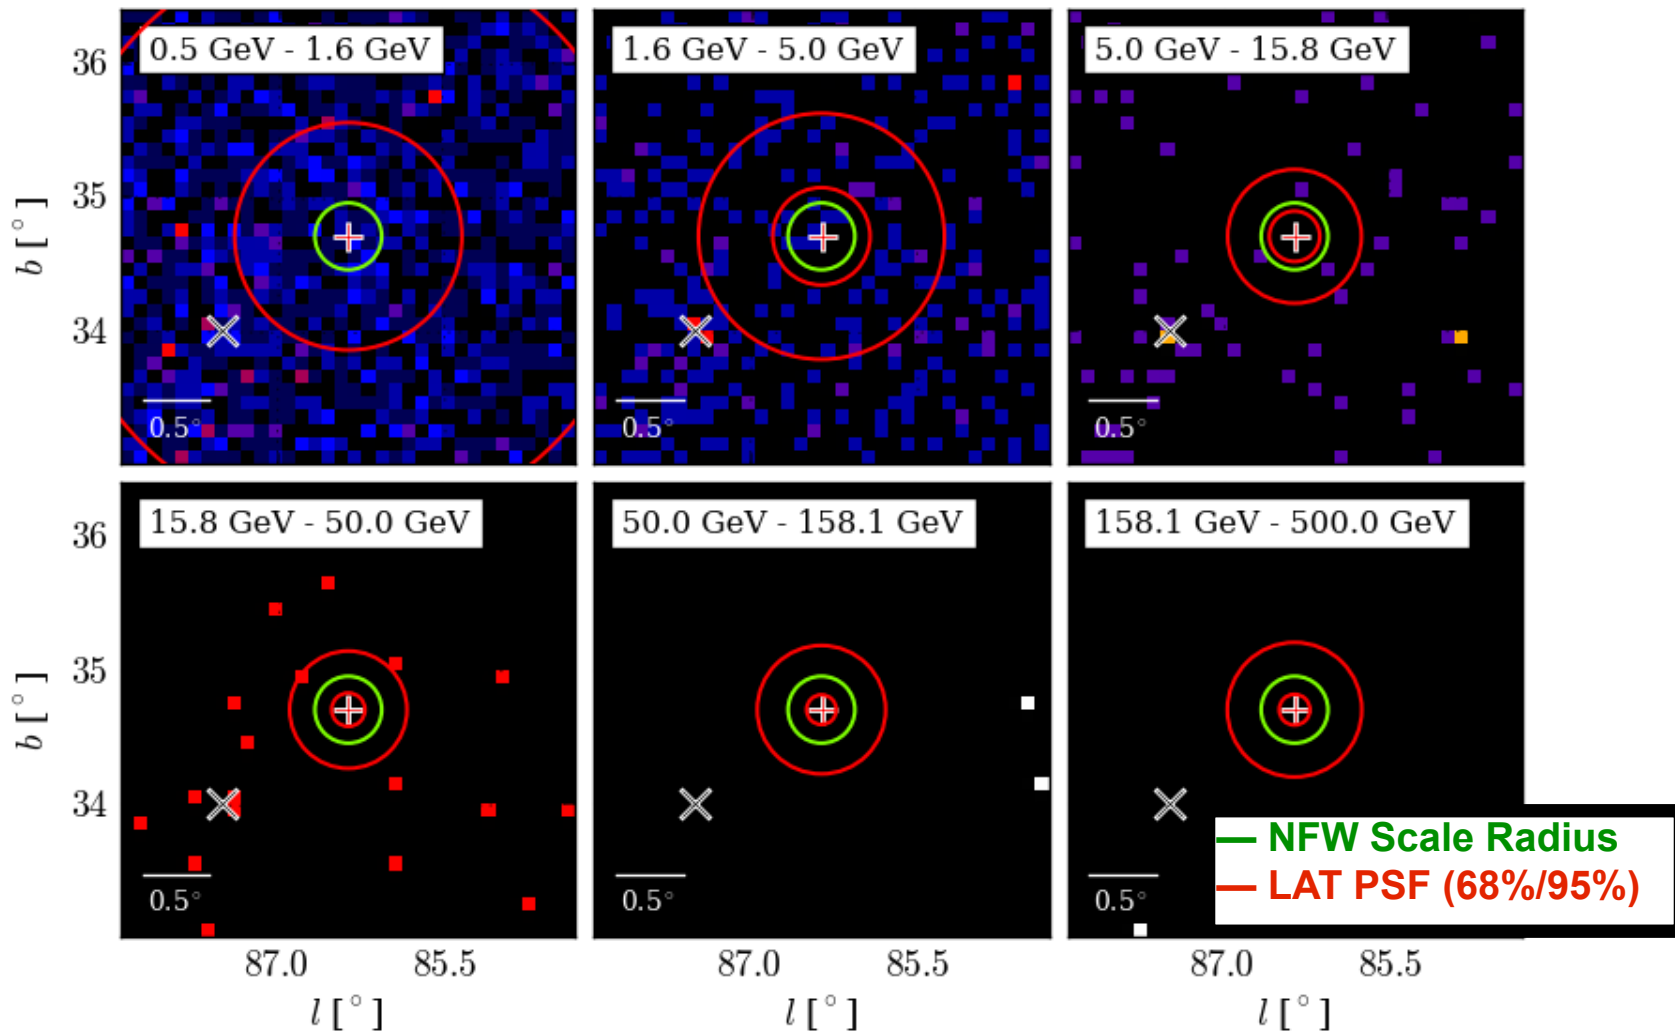 0.5 GeV - 1.6 GeV
1.6 GeV - 5.0 GeV
5.0 GeV - 15.8 GeV
36
35
34
b [°]
0.5°
0.5°
0.5°
15.8 GeV - 50.0 GeV
50.0 GeV - 158.1 GeV
158.1 GeV - 500.0 GeV
36
35
34
b [°]
0.5°
0.5°
0.5°
NFW Scale Radius
LAT PSF (68%/95%)
87.0 85.5
87.0 85.5
87.0 85.5
l [°]
l [°]
l [°]